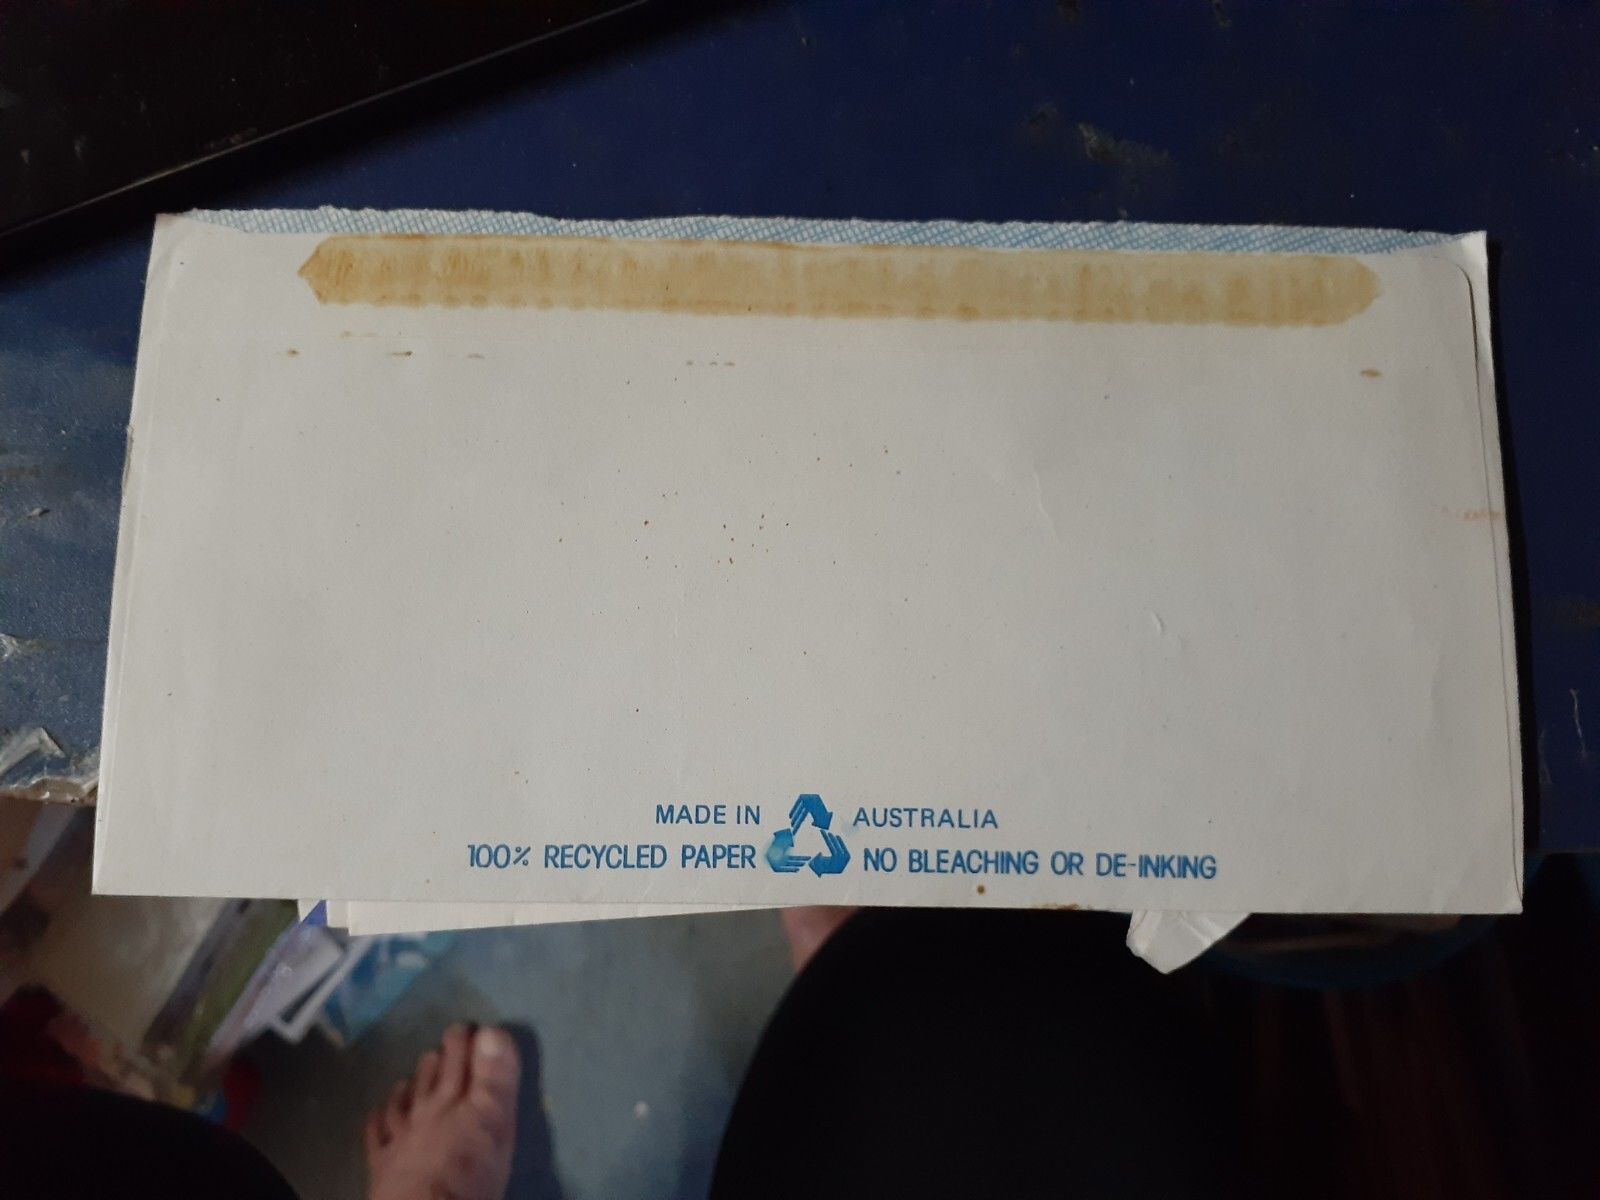 MADE IN AUSTRALIA
100% RECYCLED PAPER NO BLEACHING OR DE-INKING